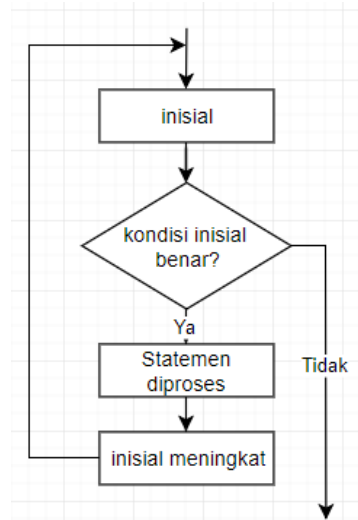 inisial
kondisi inisial
benar?
Ya
Statemen
diproses
Tidak
inisial meningkat